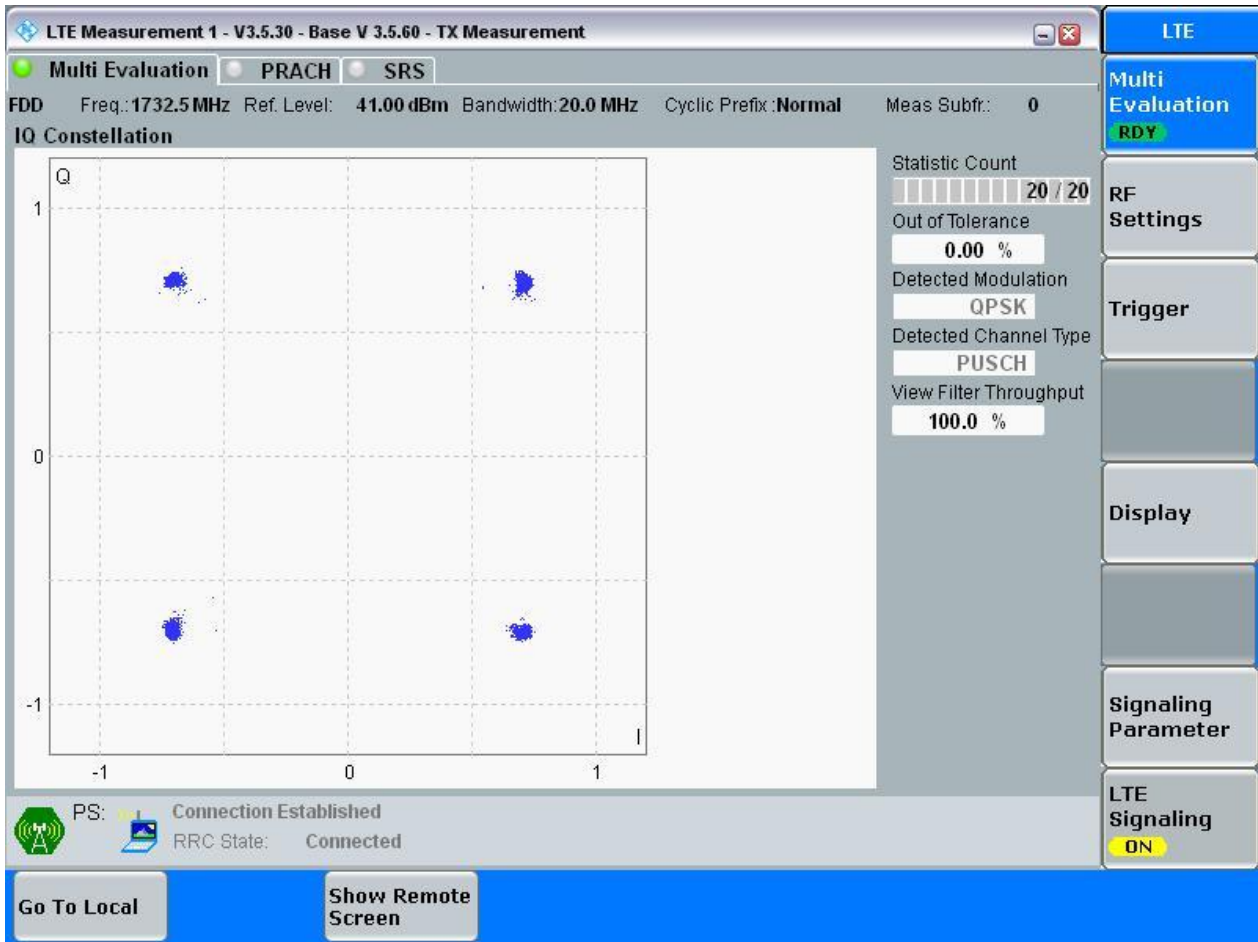 LTE Measurement 1 - V3.5.30 - Base V 3.5.60 - TX Measurement
LTE
Multi Evaluation PRACH SRS
FDD Freq.: 1732.5 MHz Ref. Level: 41.00 dBm Bandwidth: 20.0 MHz Cyclic Prefix : Normal Meas Subfr.: 0
IQ Constellation
Q
1
0
-1
-1 0 1
I
Statistic Count
20 / 20
Out of Tolerance
0.00 %
Detected Modulation
QPSK
Detected Channel Type
PUSCH
View Filter Throughput
100.0 %
Multi
Evaluation
RDY
RF
Settings
Trigger
Display
Signaling
Parameter
LTE
Signaling
ON
PS: Connection Established
RRC State: Connected
Go To Local
Show Remote
Screen